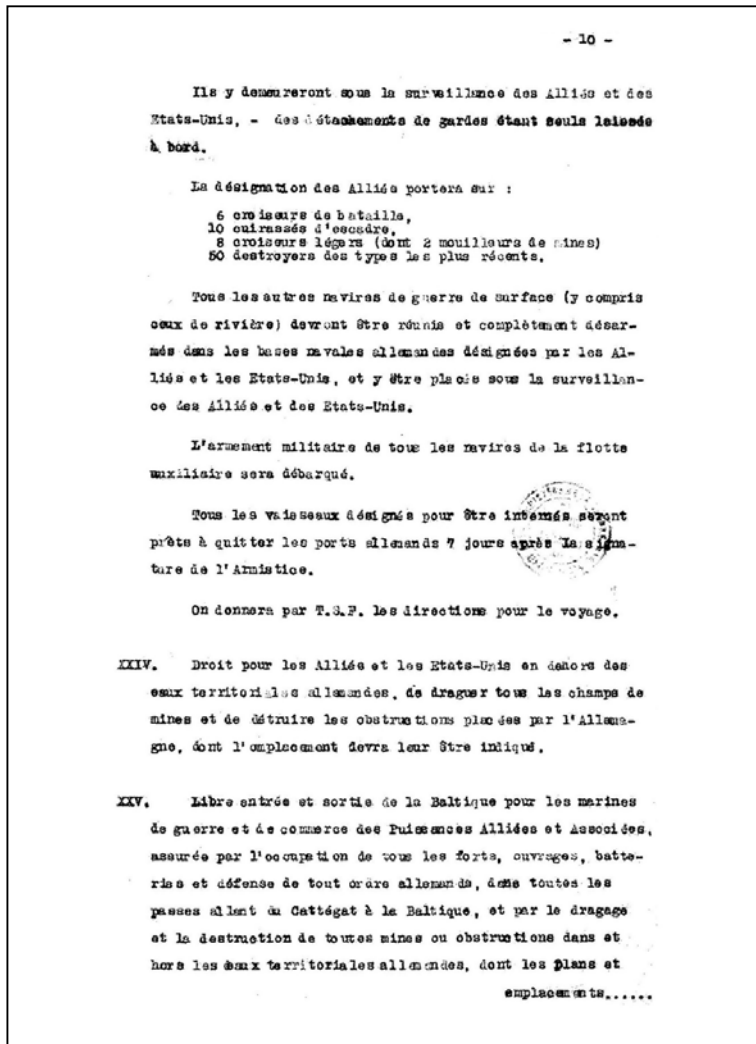 - 10 -
Ils y demeureront sous la surveillance des Alliés et des
Etats-Unis, - des détachements de gardes étant seuls laissés
à bord.
La désignation des Alliés portera sur :
6 croiseurs de bataille,
10 cuirassés d'escadre,
8 croiseurs légers (dont 2 mouilleurs de mines)
50 destroyers des types les plus récents.
Tous les autres navires de guerre de surface (y compris
ceux de rivière) devront être réunis et complètement désar-
més dans les bases navales allemandes désignées par les Al-
liés et les Etats-Unis, et y être placés sous la surveillan-
ce des Alliés et des Etats-Unis.
L'armement militaire de tous les navires de la flotte
auxiliaire sera débarqué.
Tous les vaisseaux désignés pour être internés seront
prêts à quitter les ports allemands 7 jours après la signa-
ture de l'Armistice.
On donnera par T.S.F. les directions pour le voyage.
XXIV. Droit pour les Alliés et les Etats-Unis en dehors des
eaux territoriales allemandes, de draguer tous les champs de
mines et de détruire les obstructions placées par l'Allema-
gne, dont l'emplacement devra leur être indiqué.
XXV. Libre entrée et sortie de la Baltique pour les marines
de guerre et de commerce des Puissances Alliées et Associées,
assurée par l'occupation de tous les forts, ouvrages, batte-
ries et défense de tout ordre allemands, dans toutes les
passes allant du Cattégat à la Baltique, et par le dragage
et la destruction de toutes mines ou obstructions dans et
hors les eaux territoriales allemandes, dont les plans et
emplacements......